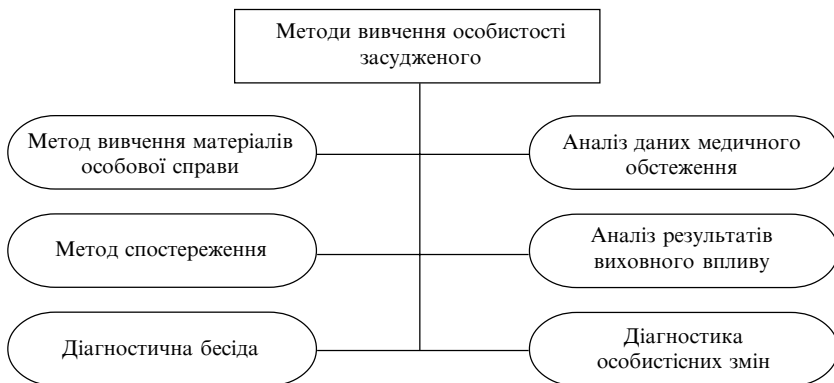 Методи вивчення особистості
засудженого
Метод вивчення матеріалів
особової справи
Аналіз даних медичного
обстеження
Метод спостереження
Аналіз результатів
виховного впливу
Діагностична бесіда
Діагностика
особистісних змін